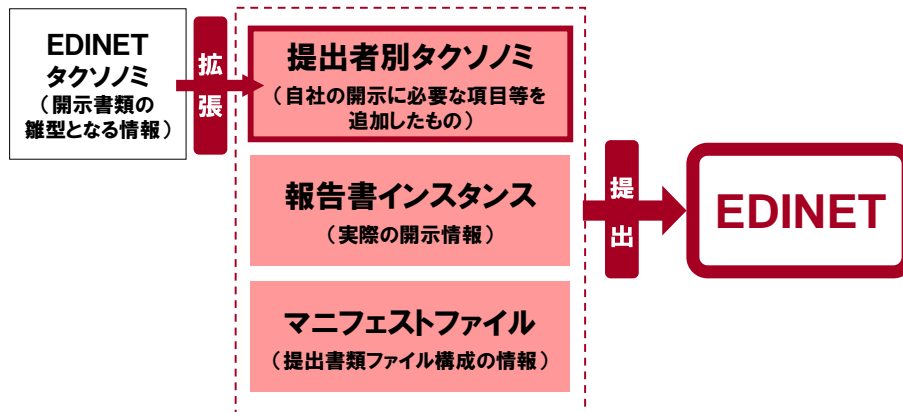 EDINET
タクソノミ
（開示書類の
雛型となる情報）
拡張
提出者別タクソノミ
（自社の開示に必要な項目等を
追加したもの）
報告書インスタンス
（実際の開示情報）
マニフェストファイル
（提出書類ファイル構成の情報）
提出
EDINET